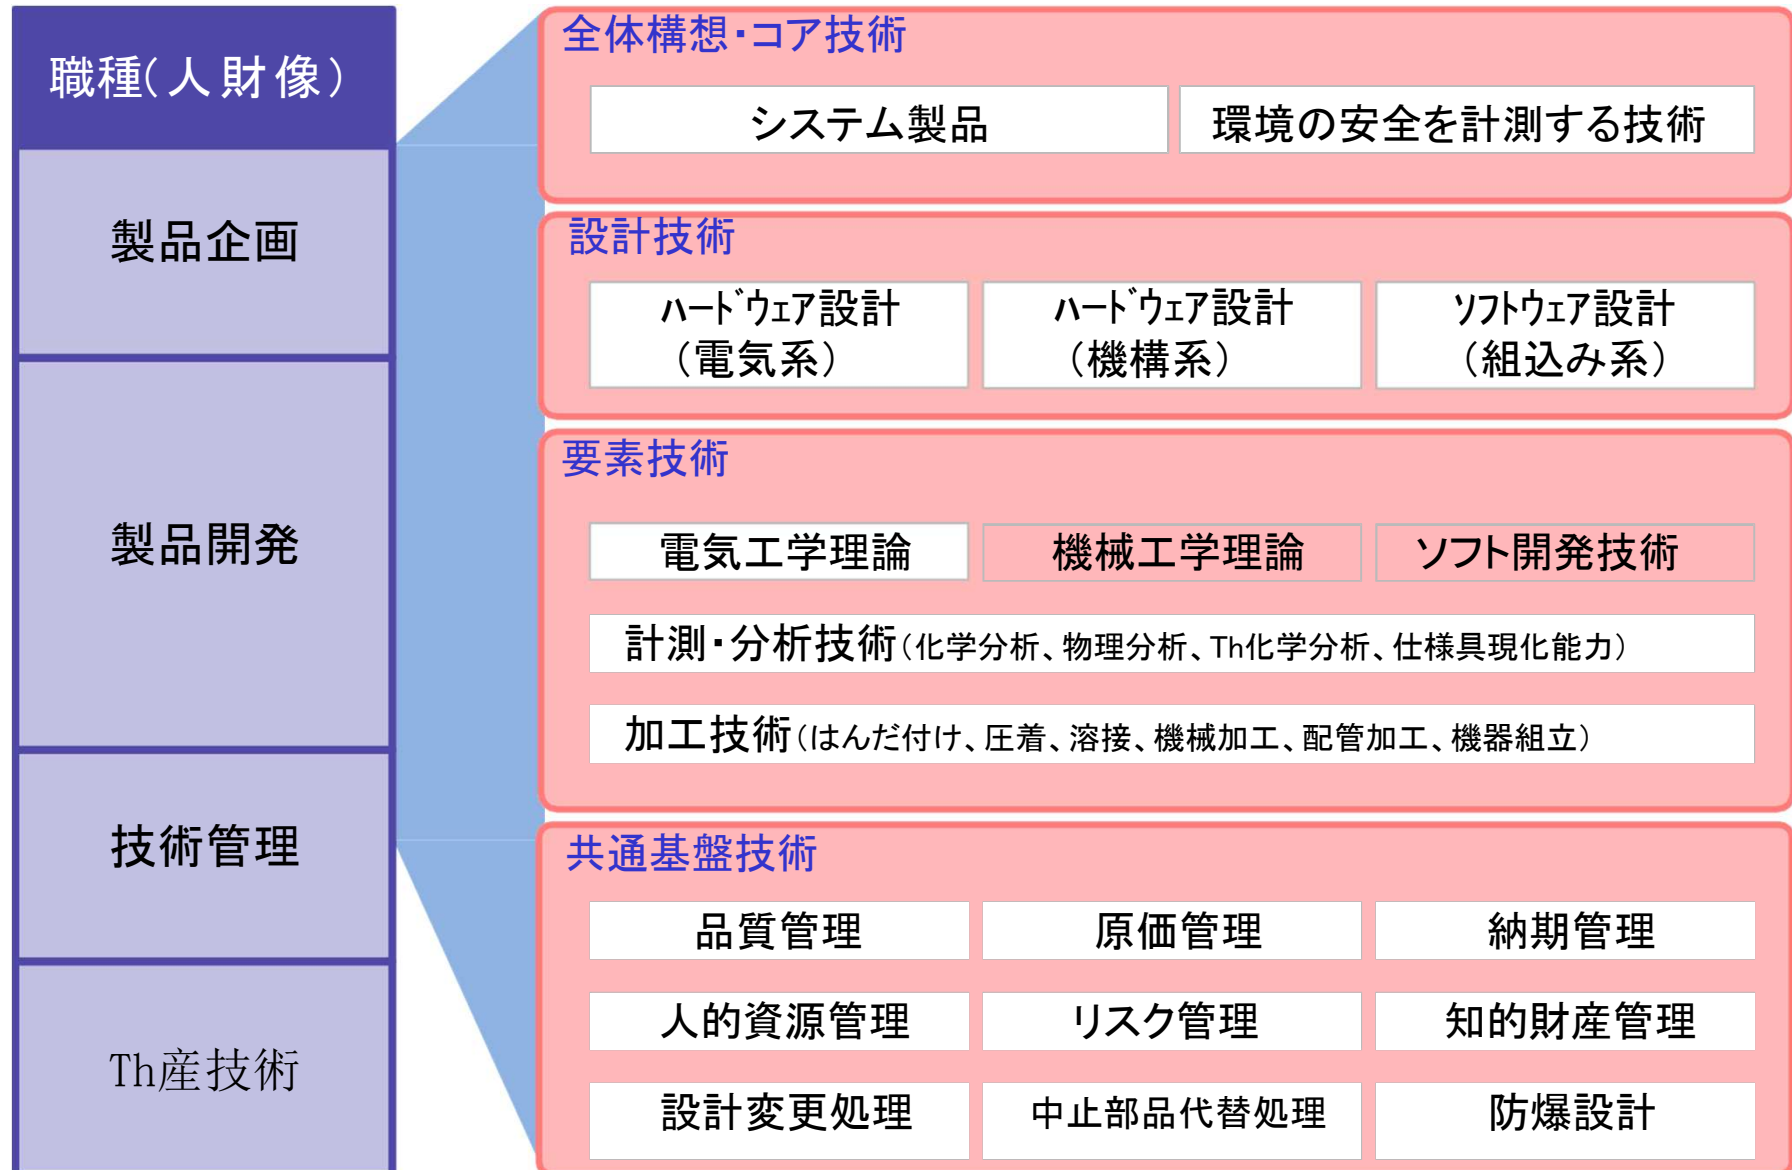 職種(人財像)
製品企画
製品開発
技術管理
Th産技術
全体構想・コア技術
システム製品
環境の安全を計測する技術
設計技術
ﾊｰﾄﾞｳｪｱ設計
(電気系)
ﾊｰﾄﾞｳｪｱ設計
(機構系)
ｿﾌﾄｳｪｱ設計
(組込み系)
要素技術
電気工学理論
機械工学理論
ソフト開発技術
計測・分析技術(化学分析、物理分析、Th化学分析、仕様具現化能力)
加工技術(はんだ付け、圧着、溶接、機械加工、配管加工、機器組立)
共通基盤技術
品質管理
原価管理
納期管理
人的資源管理
リスク管理
知的財産管理
設計変更処理
中止部品代替処理
防爆設計